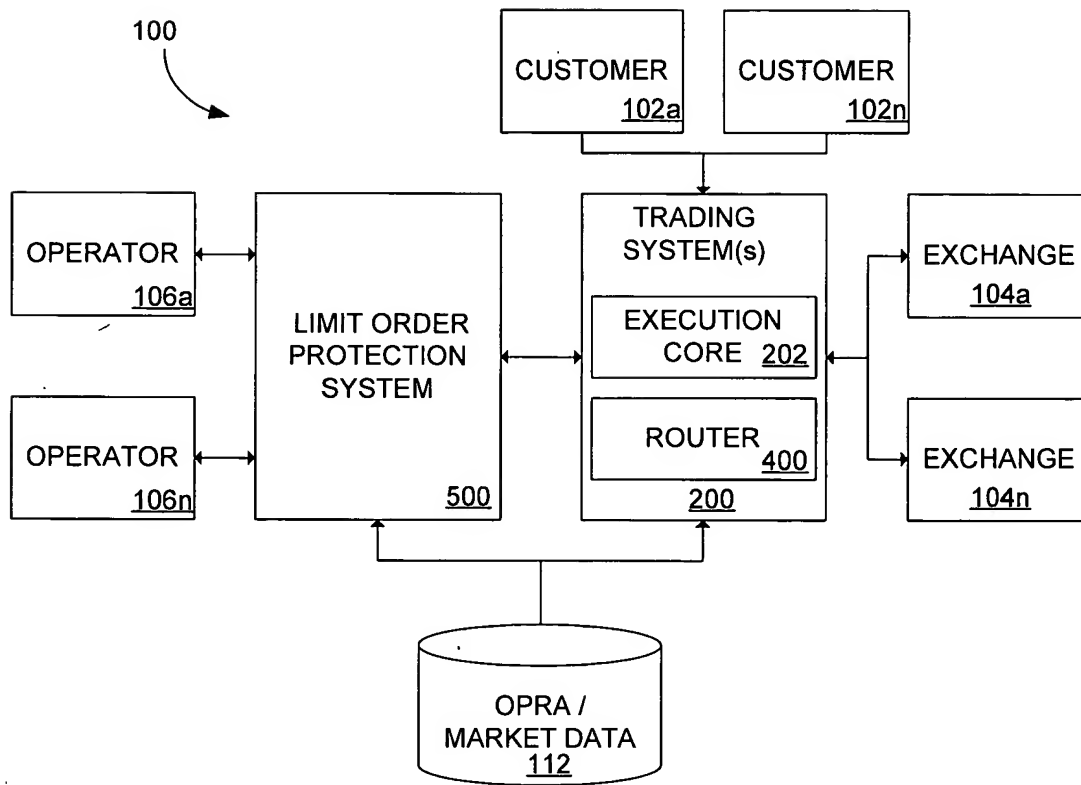 100
CUSTOMER
102a
CUSTOMER
102n
OPERATOR
106a
OPERATOR
106n
LIMIT ORDER
PROTECTION
SYSTEM
500
TRADING
SYSTEM(s)
EXECUTION
CORE 202
ROUTER
400
200
EXCHANGE
104a
EXCHANGE
104n
OPRA /
MARKET DATA
112